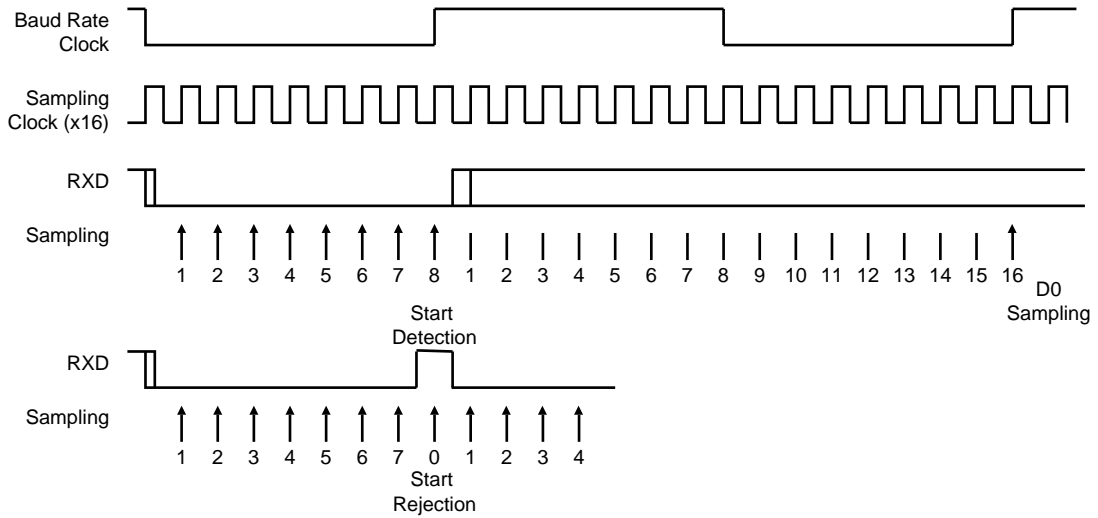 Baud Rate
Clock
Sampling
Clock (x16)
RXD
Sampling
1 2 3 4 5 6 7 8 1 2 3 4 5 6 7 8 9 10 11 12 13 14 15 16
D0
Sampling
Start
Detection
RXD
Sampling
1 2 3 4 5 6 7 0 1 2 3 4
Start
Rejection